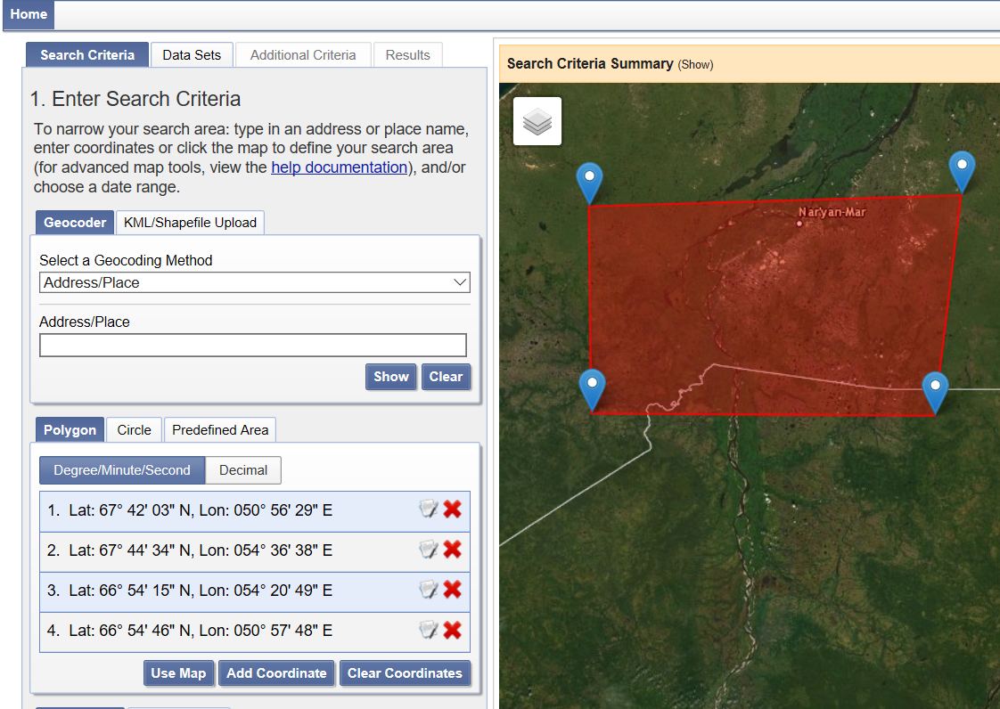 Home
Search Criteria
Data Sets
Additional Criteria
Results
1. Enter Search Criteria
To narrow your search area: type in an address or place name,
enter coordinates or click the map to define your search area
(for advanced map tools, view the help documentation), and/or
choose a date range.
Geocoder
KML/Shapefile Upload
Select a Geocoding Method
Address/Place
Address/Place
Show
Clear
Polygon
Circle
Predefined Area
Degree/Minute/Second
Decimal
1. Lat: 67° 42' 03" N, Lon: 050° 56' 29" E
2. Lat: 67° 44' 34" N, Lon: 054° 36' 38" E
3. Lat: 66° 54' 15" N, Lon: 054° 20' 49" E
4. Lat: 66° 54' 46" N, Lon: 050° 57' 48" E
Use Map
Add Coordinate
Clear Coordinates
Search Criteria Summary (Show)
Nar'yan-Mar